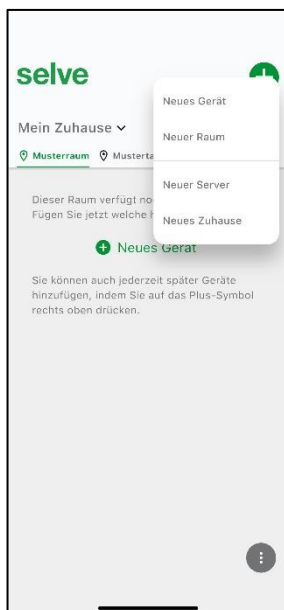 selve
Neues Gerät
Neuer Raum
Neuer Server
Neues Zuhause
Mein Zuhause
Musterraum
Dieser Raum verfügt
Fügen Sie jetzt welche
Neues Gerät
Sie können auch jederzeit später Geräte
hinzufügen, indem Sie auf das Plus-Symbol
rechts oben drücken.